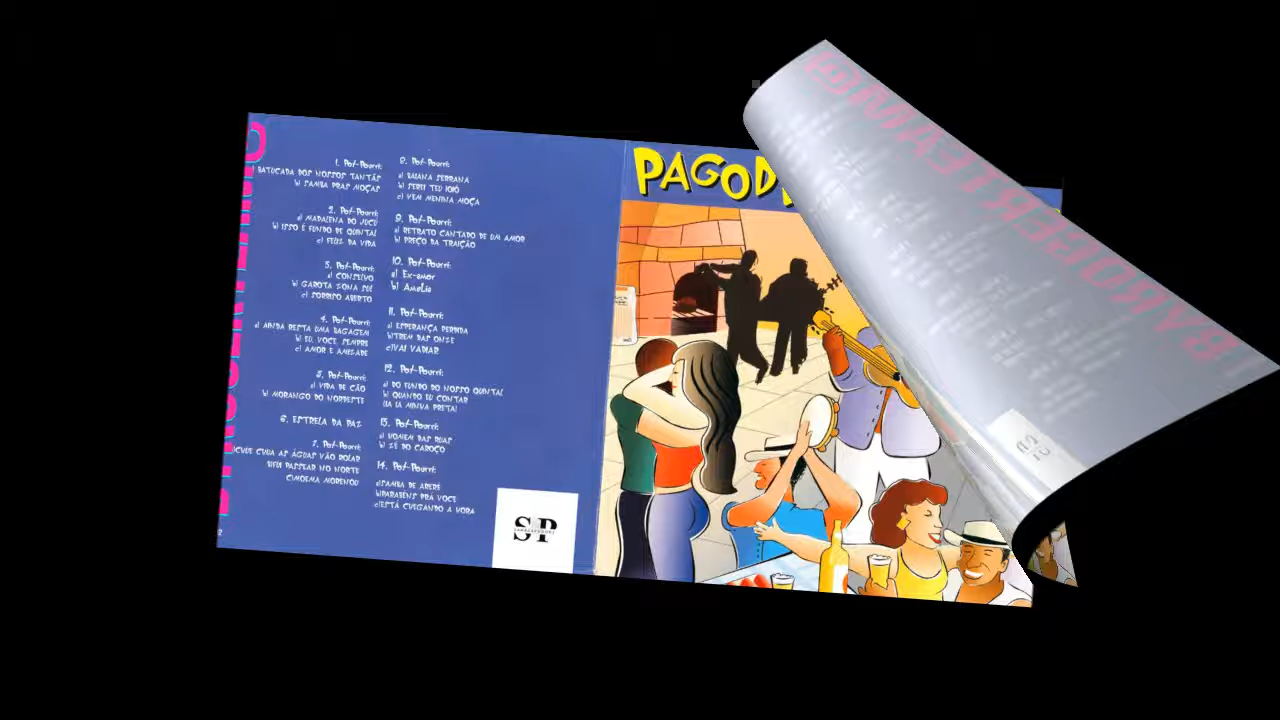 1. Pot-Pourri:
BATUCADA DOS NOSSOS TANTÃS
b) SAMBA PRAS MOÇAS
2. Pot-Pourri:
a) MADALENA DO JUCU
b) ISSO É FUNDO DE QUINTAL
c) FELIZ DA VIDA
3. Pot-Pourri:
a) CONSELHO
b) GAROTA ZONA SUL
c) SORRISO ABERTO
4. Pot-Pourri:
a) AINDA RESTA UMA BAGAGEM
b) EU, VOCE, SEMPRE
c) AMOR E AMIZADE
5. Pot-Pourri:
a) VIDA DE CÃO
b) MORANGO DO NORDESTE
6. ESTRELA DA PAZ
7. Pot-Pourri:
AS ÁGUAS VÃO ROLAR
PASSEAR NO NORTE
MOEMA MORENOU
8. Pot-Pourri:
a) BAIANA SERRANA
b) SEREI TEU IOIÔ
c) VEM MENINA MOÇA
9. Pot-Pourri:
a) RETRATO CANTADO DE UM AMOR
b) PREÇO DA TRAIÇÃO
10. Pot-Pourri:
a) Ex-amor
b) Amélia
11. Pot-Pourri:
a) ESPERANÇA PERDIDA
b) TREM DAS ONZE
c) VAI VADIAR
12. Pot-Pourri:
a) DO FUNDO DO NOSSO QUINTAL
b) QUANDO EU CONTAR
(IA IA MINHA PRETA)
13. Pot-Pourri:
a) HOMEM DAS RUAS
b) ZÉ DO CAROÇO
14. Pot-Pourri:
a) SAMBA DE ARERÊ
b) PARABÉNS PRÁ VOCE
c) ESTÁ CHEGANDO A HORA
SP
PAGOD